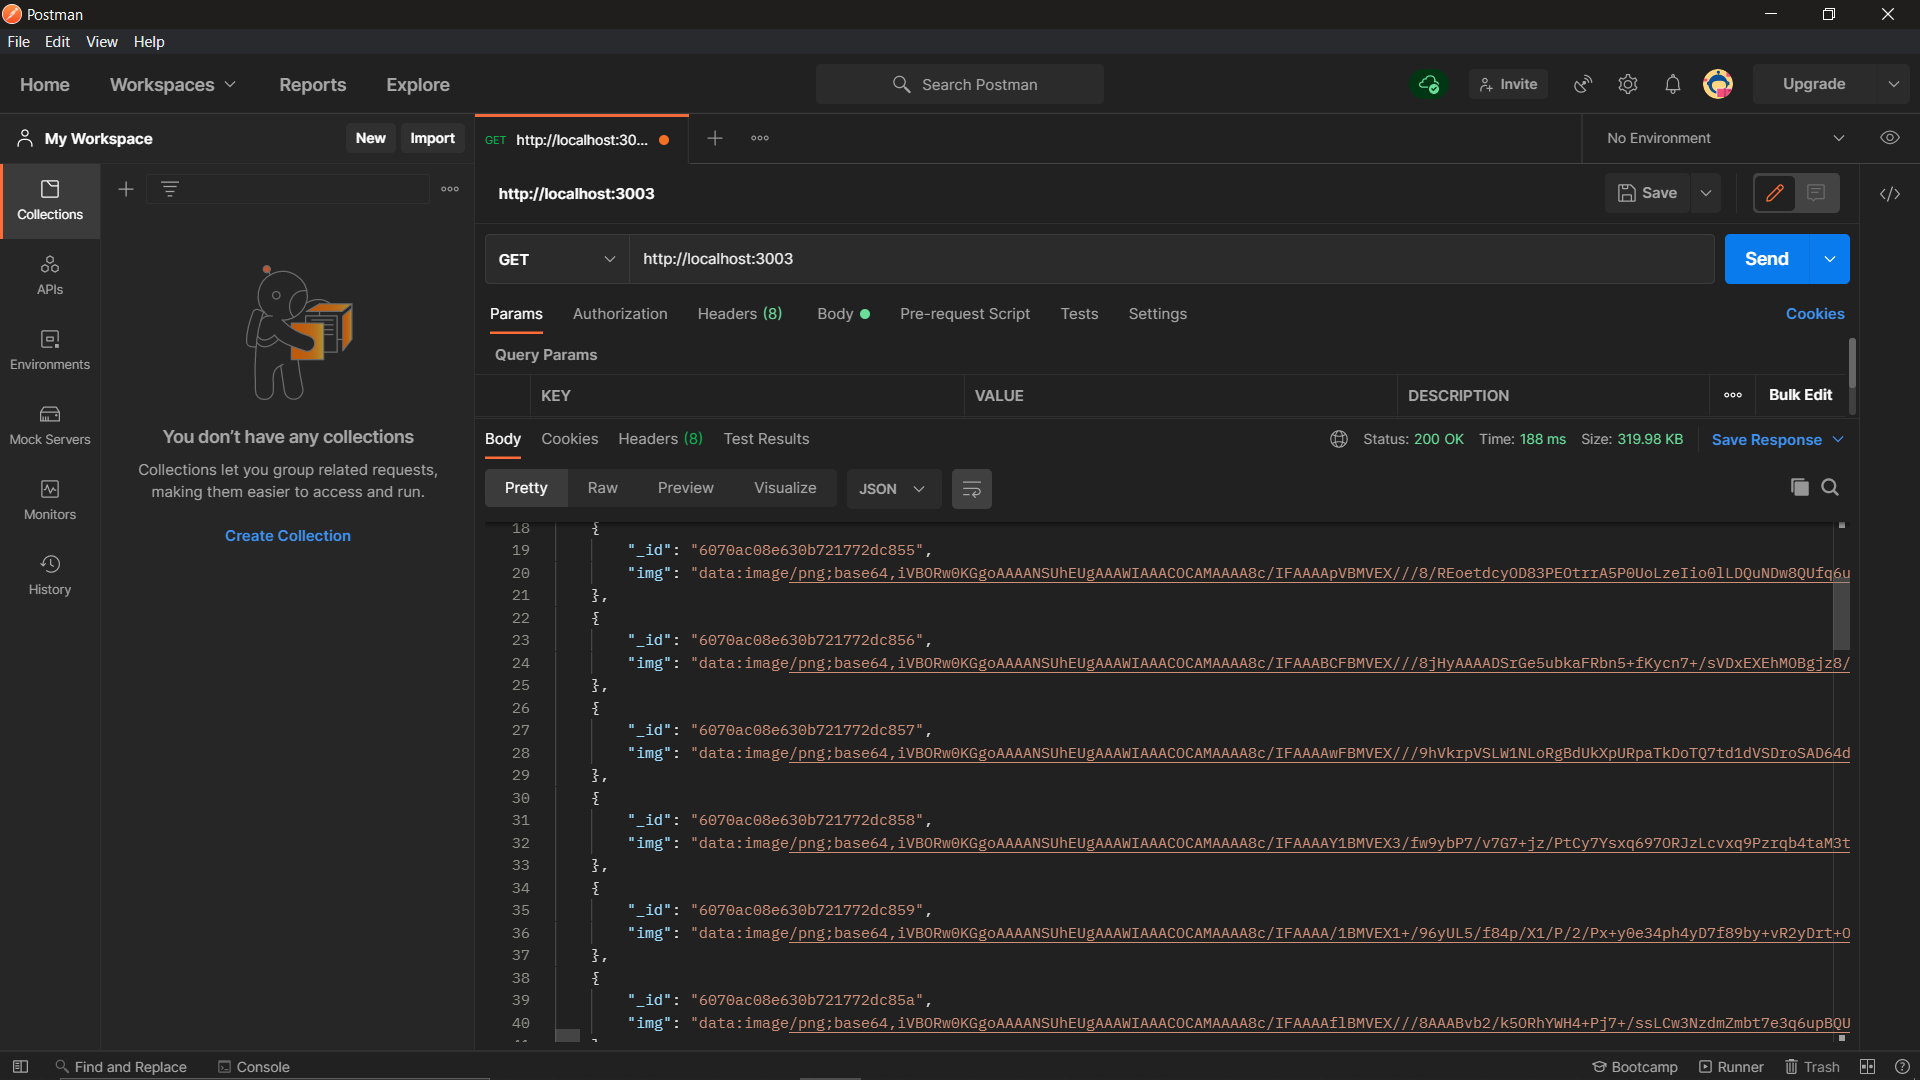 Postman
File Edit View Help
Home Workspaces Reports Explore Search Postman Invite Upgrade
My Workspace New Import GET http://localhost:30... No Environment
http://localhost:3003 Save
Collections
GET http://localhost:3003 Send
APIs
Params Authorization Headers (8) Body Pre-request Script Tests Settings Cookies
Query Params
Environments
KEY VALUE DESCRIPTION Bulk Edit
Mock Servers
You don't have any collections
Collections let you group related requests,
making them easier to access and run.
Create Collection
Monitors
History
Body Cookies Headers (8) Test Results Status: 200 OK Time: 188 ms Size: 319.98 KB Save Response
Pretty Raw Preview Visualize JSON
18 {
19 "_id": "6070ac08e630b721772dc855",
20 "img": "data:image/png;base64,iVBORw0KGgoAAAANSUhEUgAAAWIAAACOCAMAAAA8c/IFAAAApVBMVEX///8/REoetdcyOD83PEOtrrA5P0UoLzeIio0lLDQuNDw8QUfq6u
21 },
22 {
23 "_id": "6070ac08e630b721772dc856",
24 "img": "data:image/png;base64,iVBORw0KGgoAAAANSUhEUgAAAWIAAACOCAMAAAA8c/IFAAABCFBMVEX///8jHyAAAADSrGe5ubkaFRbn5+fKycn7+/sVDxEXEhMOBgjz8/
25 },
26 {
27 "_id": "6070ac08e630b721772dc857",
28 "img": "data:image/png;base64,iVBORw0KGgoAAAANSUhEUgAAAWIAAACOCAMAAAA8c/IFAAAAwFBMVEX///9hVkrpVSLW1NLoRgBdUkXpURpaTkDoTQ7td1dVSDroSAD64d
29 },
30 {
31 "_id": "6070ac08e630b721772dc858",
32 "img": "data:image/png;base64,iVBORw0KGgoAAAANSUhEUgAAAWIAAACOCAMAAAA8c/IFAAAAY1BMVEX3/fw9ybP7/v7G7+jz/PtCy7Ysxq697ORJzLcvxq9Pzrqb4taM3t
33 },
34 {
35 "_id": "6070ac08e630b721772dc859",
36 "img": "data:image/png;base64,iVBORw0KGgoAAAANSUhEUgAAAWIAAACOCAMAAAA8c/IFAAAA/1BMVEX1+/96yUL5/f84p/X1/P/2/Px+y0e34ph4yD7f89by+vR2yDrt+O
37 },
38 {
39 "_id": "6070ac08e630b721772dc85a",
40 "img": "data:image/png;base64,iVBORw0KGgoAAAANSUhEUgAAAWIAAACOCAMAAAA8c/IFAAAAflBMVEX///8AAABvb2/k5ORhYWH4+Pj7+/ssLCw3NzdmZmbt7e3q6upBQU
Find and Replace Console Bootcamp Runner Trash